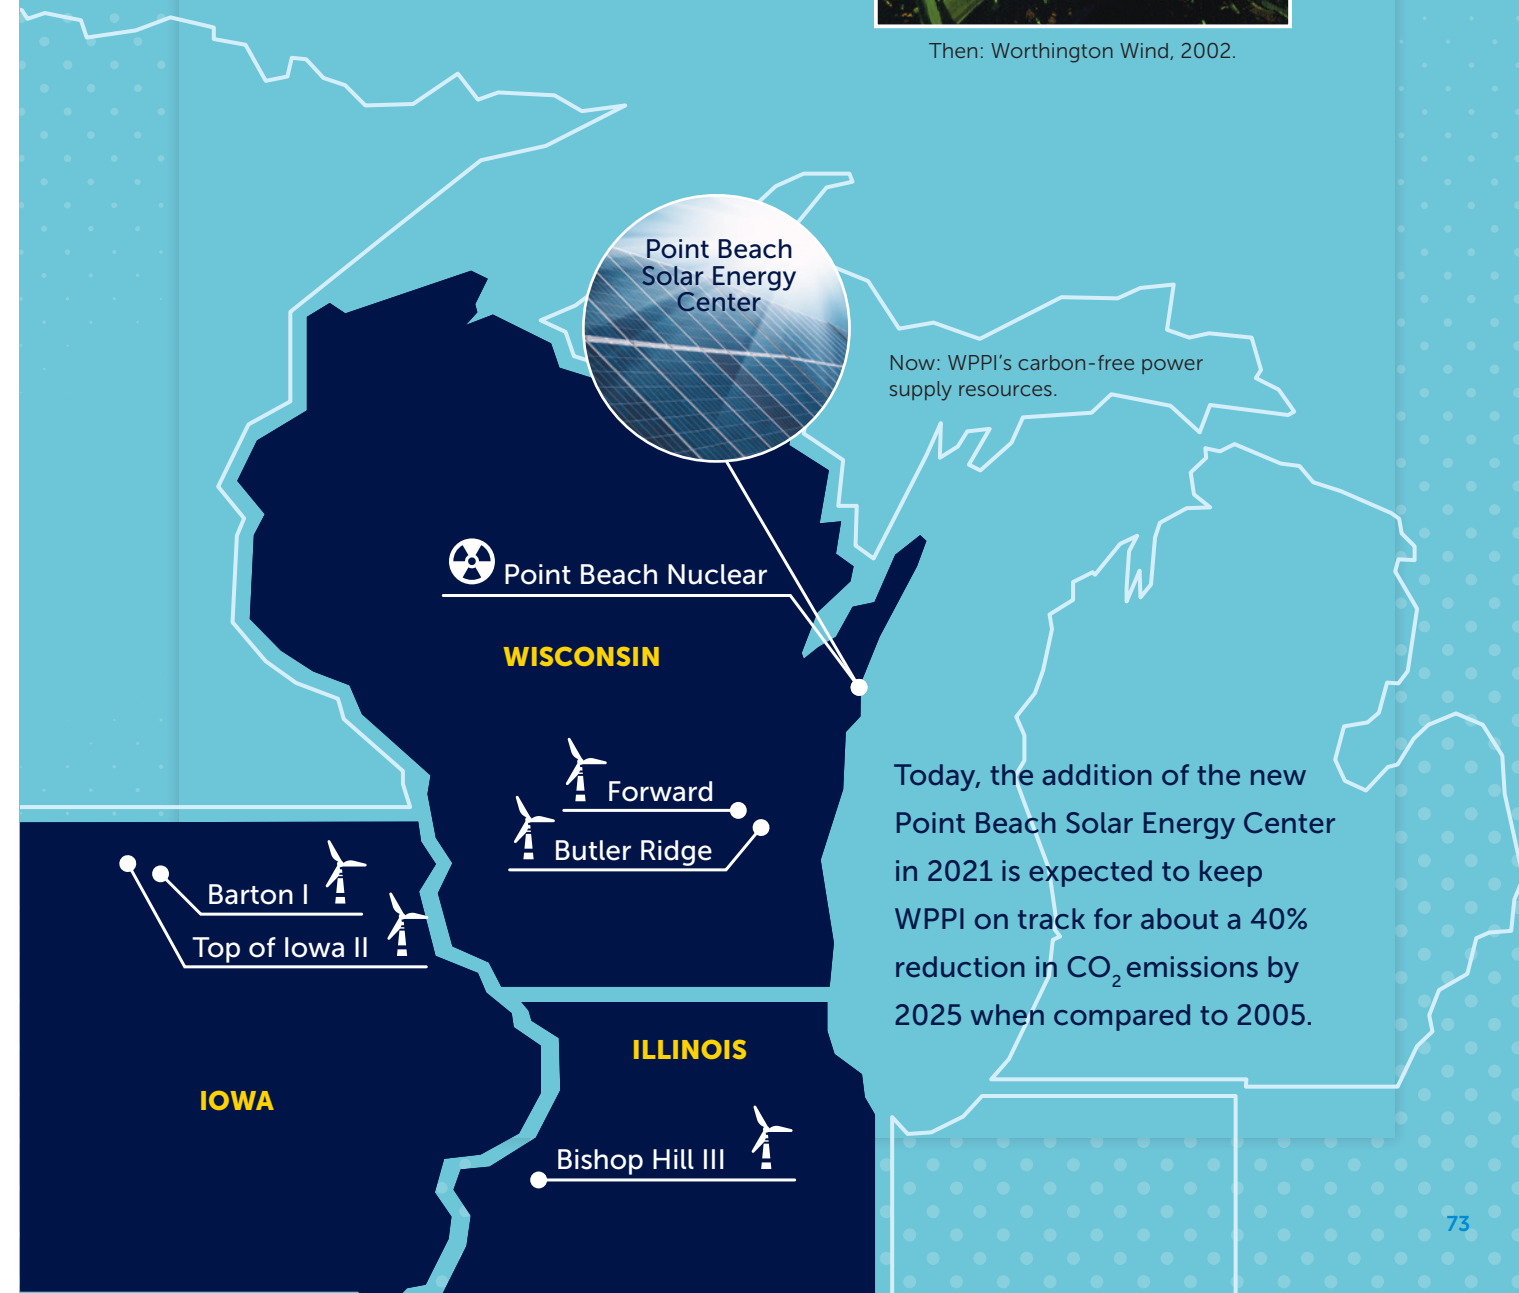 Then: Worthington Wind, 2002.
Point Beach
Solar Energy
Center
Now: WPPI’s carbon-free power
supply resources.
Point Beach Nuclear
WISCONSIN
Forward
Butler Ridge
Barton I
Top of Iowa II
Today, the addition of the new
Point Beach Solar Energy Center
in 2021 is expected to keep
WPPI on track for about a 40%
reduction in CO₂ emissions by
2025 when compared to 2005.
ILLINOIS
IOWA
Bishop Hill III
73